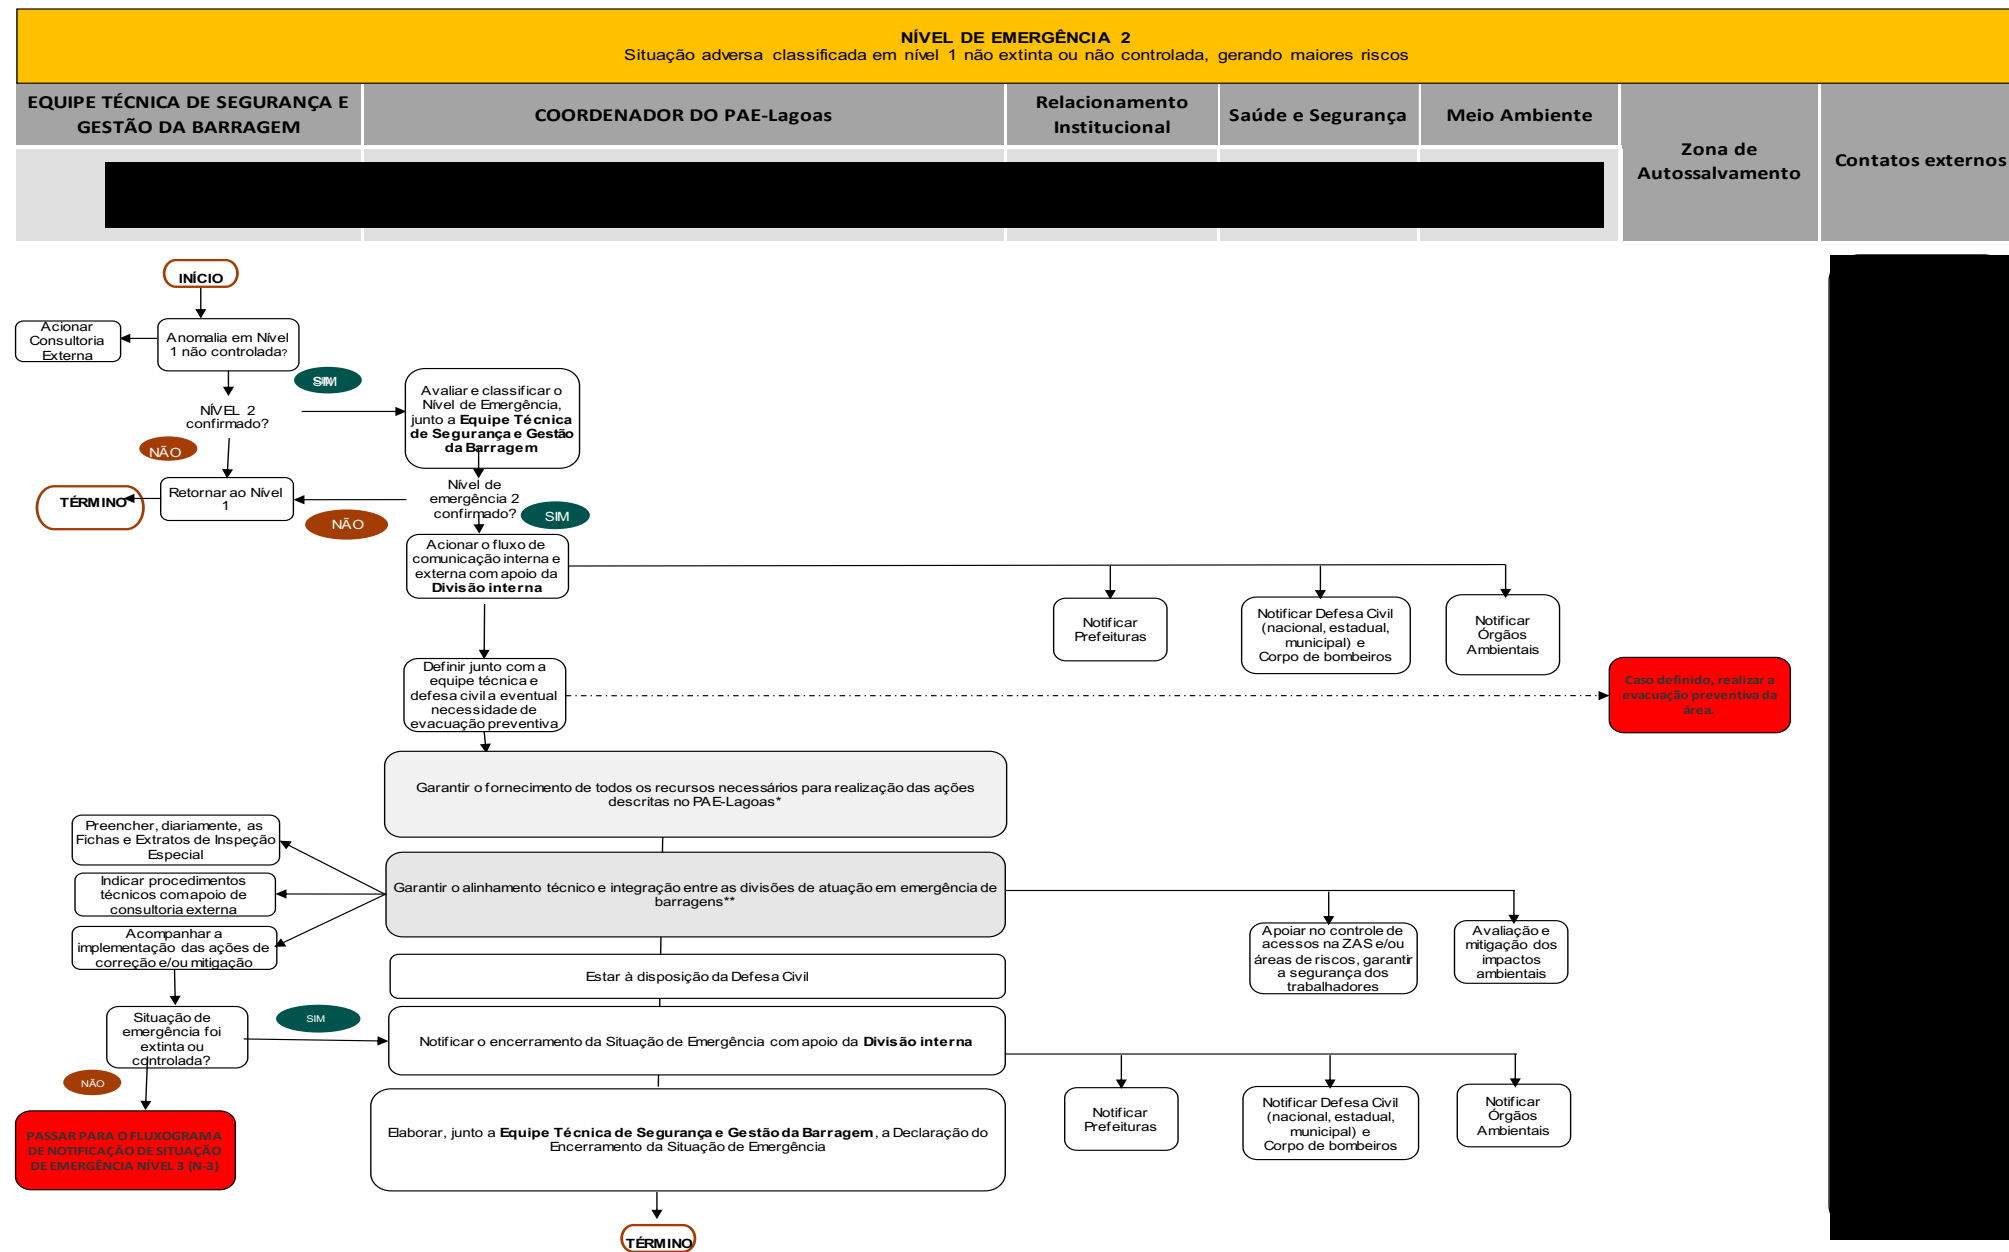 NÍVEL DE EMERGÊNCIA 2
Situação adversa classificada em nível 1 não extinta ou não controlada, gerando maiores riscos
EQUIPE TÉCNICA DE SEGURANÇA E
GESTÃO DA BARRAGEM
COORDENADOR DO PAE-Lagoas
Relacionamento
Institucional
Saúde e Segurança
Meio Ambiente
Zona de
Autossalvamento
Contatos externos
INÍCIO
Acionar
Consultoria
Externa
Anomalia em Nível
1 não controlada?
SIM
NÍVEL 2
confirmado?
NÃO
Avaliar e classificar o
Nível de Emergência,
junto a Equipe Técnica
de Segurança e Gestão
da Barragem
TÉRMINO
Retornar ao Nível
1
NÃO
Nível de
emergência 2
confirmado?
SIM
Acionar o fluxo de
comunicação interna e
externa com apoio da
Divisão interna
Notificar
Prefeituras
Notificar Defesa Civil
(nacional, estadual,
municipal) e
Corpo de bombeiros
Notificar
Órgãos
Ambientais
Definir junto com a
equipe técnica e
defesa civil a eventual
necessidade de
evacuação preventiva
Caso definido, realizar a
evacuação preventiva da
área.
Garantir o fornecimento de todos os recursos necessários para realização das ações
descritas no PAE-Lagoas*
Preencher, diariamente, as
Fichas e Extratos de Inspeção
Especial
Indicar procedimentos
técnicos com apoio de
consultoria externa
Acompanhar a
implementação das ações de
correção e/ou mitigação
Garantir o alinhamento técnico e integração entre as divisões de atuação em emergência de
barragens**
Apoiar no controle de
acessos na ZAS e/ou
áreas de riscos, garantir
a segurança dos
trabalhadores
Avaliação e
mitigação dos
impactos
ambientais
Estar à disposição da Defesa Civil
Situação de
emergência foi
extinta ou
controlada?
SIM
NÃO
Notificar o encerramento da Situação de Emergência com apoio da Divisão interna
Notificar
Prefeituras
Notificar Defesa Civil
(nacional, estadual,
municipal) e
Corpo de bombeiros
Notificar
Órgãos
Ambientais
PASSAR PARA O FLUXOGRAMA
DE NOTIFICAÇÃO DE SITUAÇÃO
DE EMERGÊNCIA NÍVEL 3 (N-3)
Elaborar, junto a Equipe Técnica de Segurança e Gestão da Barragem, a Declaração do
Encerramento da Situação de Emergência
TÉRMINO